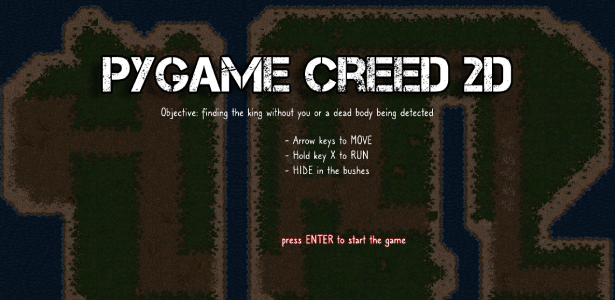 PYGAME CREED 2D
Objective: finding the king without you or a dead body being detected
- Arrow keys to MOVE
- Hold key X to RUN
- HIDE in the bushes
press ENTER to start the game